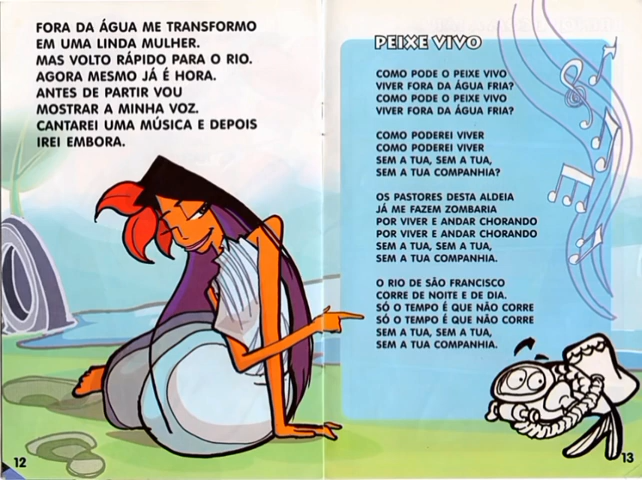 FORA DA ÁGUA ME TRANSFORMO
EM UMA LINDA MULHER.
MAS VOLTO RÁPIDO PARA O RIO.
AGORA MESMO JÁ É HORA.
ANTES DE PARTIR VOU
MOSTRAR A MINHA VOZ.
CANTAREI UMA MÚSICA E DEPOIS
IREI EMBORA.
12
PEIXE VIVO
COMO PODE O PEIXE VIVO
VIVER FORA DA ÁGUA FRIA?
COMO PODE O PEIXE VIVO
VIVER FORA DA ÁGUA FRIA?
COMO PODEREI VIVER
COMO PODEREI VIVER
SEM A TUA, SEM A TUA,
SEM A TUA COMPANHIA?
OS PASTORES DESTA ALDEIA
JÁ ME FAZEM ZOMBARIA
POR VIVER E ANDAR CHORANDO
POR VIVER E ANDAR CHORANDO
SEM A TUA, SEM A TUA,
SEM A TUA COMPANHIA.
O RIO DE SÃO FRANCISCO
CORRE DE NOITE E DE DIA.
SÓ O TEMPO É QUE NÃO CORRE
SÓ O TEMPO É QUE NÃO CORRE
SEM A TUA, SEM A TUA,
SEM A TUA COMPANHIA.
13